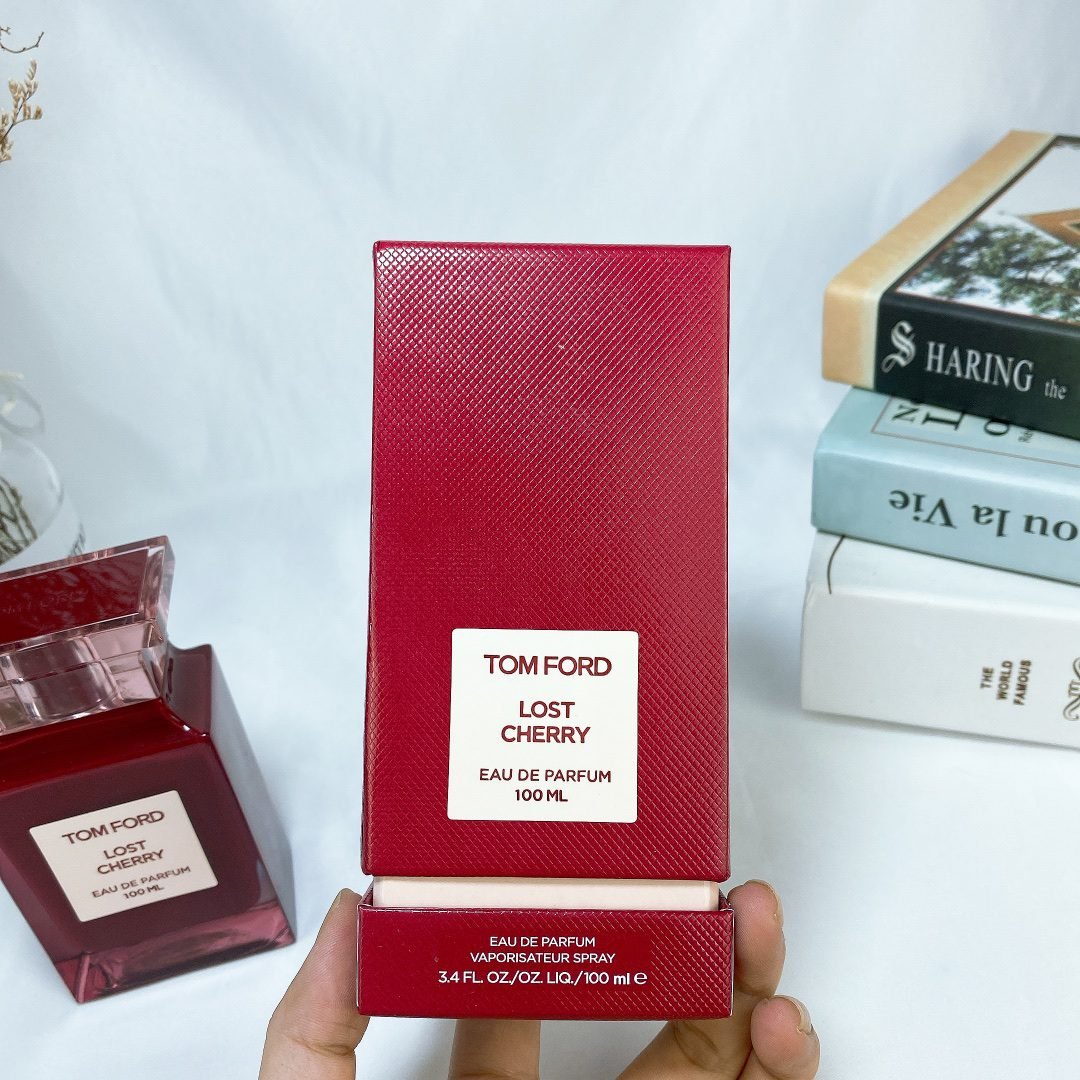 TOM FORD
LOST
CHERRY
EAU DE PARFUM
100 ML
EAU DE PARFUM
VAPORISATEUR SPRAY
3.4 FL. OZ./OZ. LIQ./100 ml ℮
TOM FORD
LOST
CHERRY
EAU DE PARFUM
100 ML
S HARING the
ou la Vie
THE
WORLD
FAMOUS